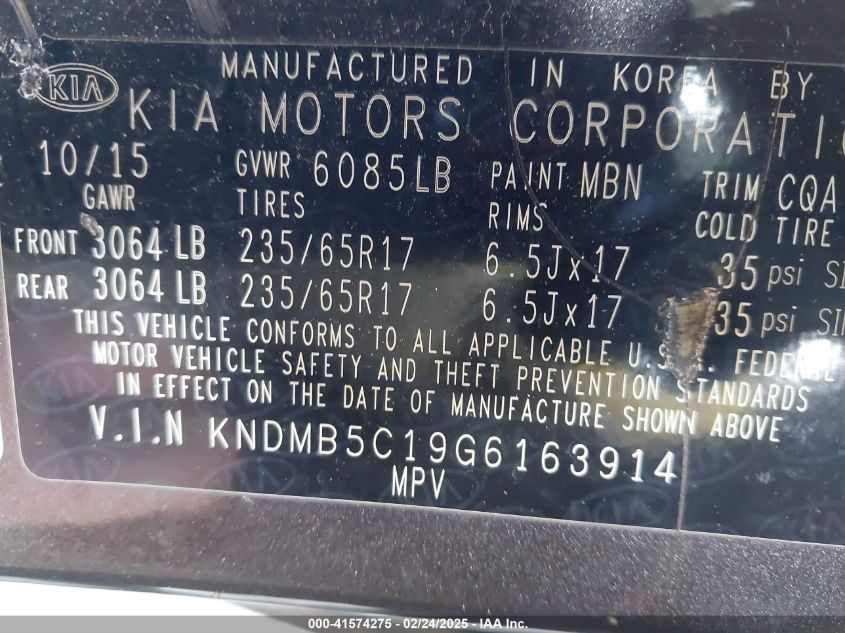 MANUFACTURED IN KOREA BY
KIA KIA MOTORS CORPORATI
10/15 GVWR 6085LB PAINT MBN TRIM CQA
GAWR TIRES RIMS COLD TIRE
FRONT 3064 LB 235/65R17 6.5Jx17 35 psi
REAR 3064 LB 235/65R17 6.5Jx17 35 psi
THIS VEHICLE CONFORMS TO ALL APPLICABLE FEDERAL
MOTOR VEHICLE SAFETY AND THEFT PREVENTION STANDARDS
IN EFFECT ON THE DATE OF MANUFACTURE SHOWN ABOVE
V.I.N KNDMB5C19G6163914
MPV
000-41574275 - 02/24/2025 - IAA Inc.